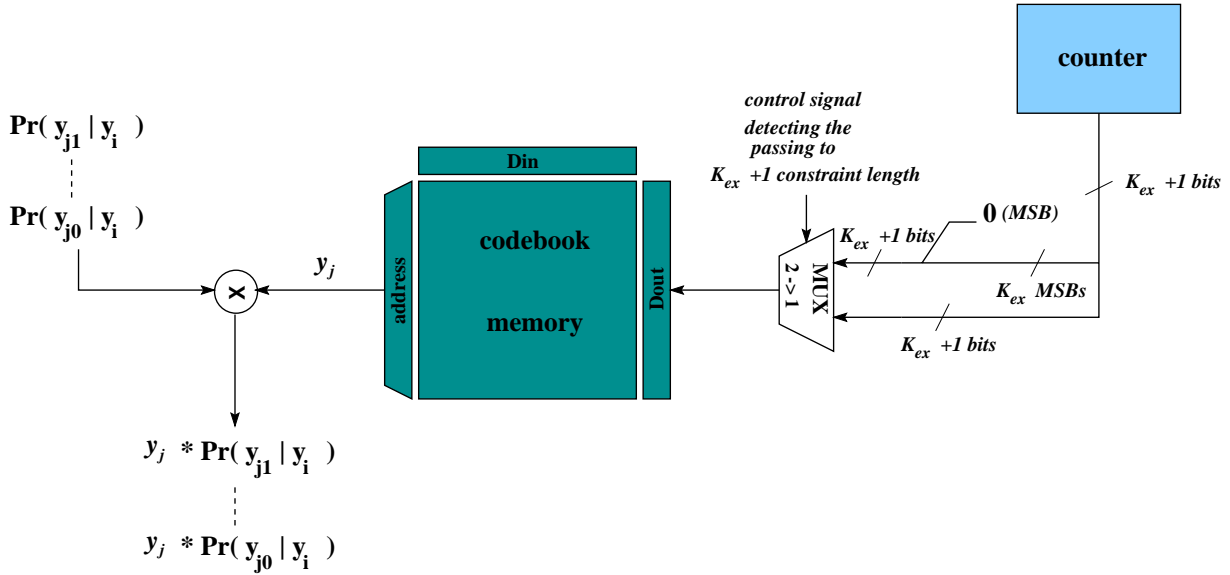 counter
control signal
detecting the
passing to
K_ex +1 constraint length
Pr( y_j1 | y_i )
Pr( y_j0 | y_i )
Din
K_ex +1 bits
0 (MSB)
K_ex +1 bits
codebook
memory
address
Dout
y_j
X
MUX
2 -> 1
K_ex MSBs
K_ex +1 bits
y_j * Pr( y_j1 | y_i )
y_j * Pr( y_j0 | y_i )